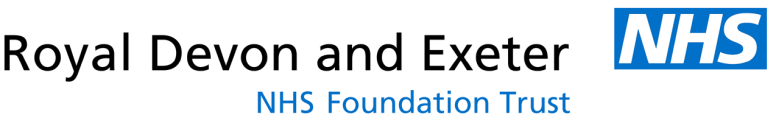 Royal Devon and Exeter NHS
NHS Foundation Trust